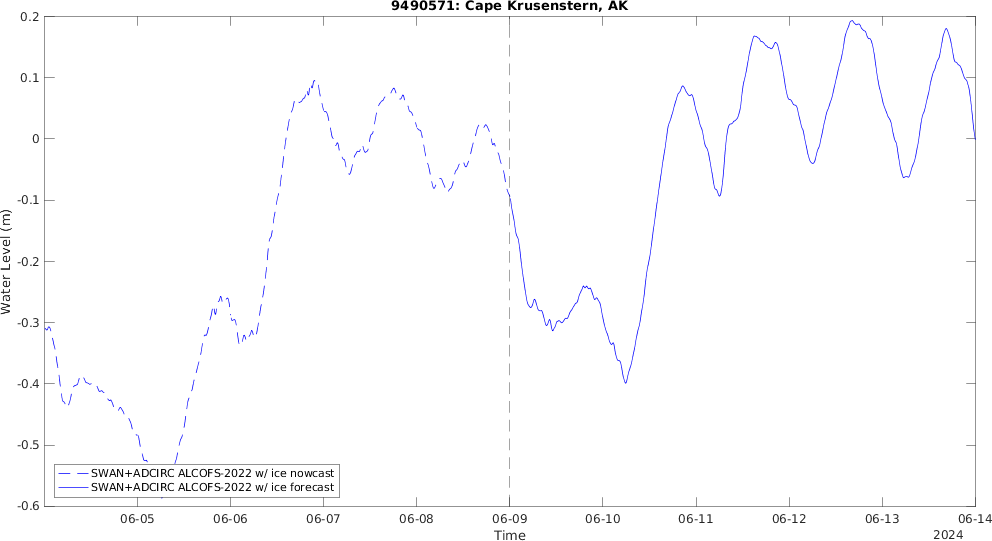 9490571: Cape Krusenstern, AK
0.2
0.1
0
-0.1
-0.2
-0.3
-0.4
-0.5
-0.6
Water Level (m)
SWAN+ADCIRC ALCOFS-2022 w/ ice nowcast
SWAN+ADCIRC ALCOFS-2022 w/ ice forecast
06-05 06-06 06-07 06-08 06-09 06-10 06-11 06-12 06-13 06-14
Time
2024